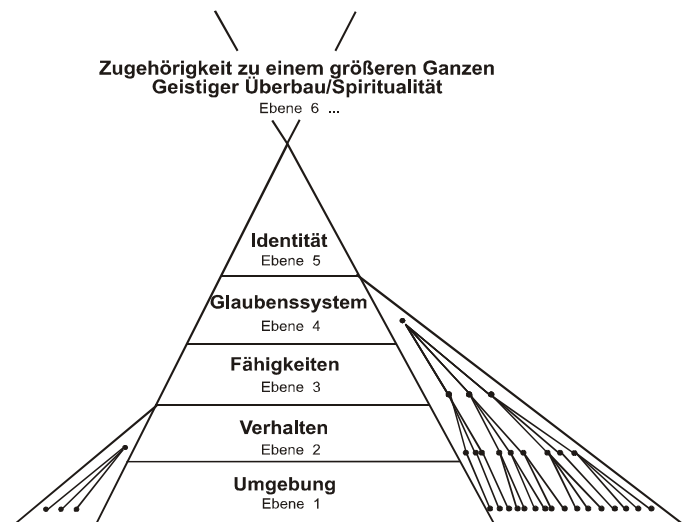 Zugehörigkeit zu einem größeren Ganzen
Geistiger Überbau/Spiritualität
Ebene 6 ...
Identität
Ebene 5
Glaubenssystem
Ebene 4
Fähigkeiten
Ebene 3
Verhalten
Ebene 2
Umgebung
Ebene 1